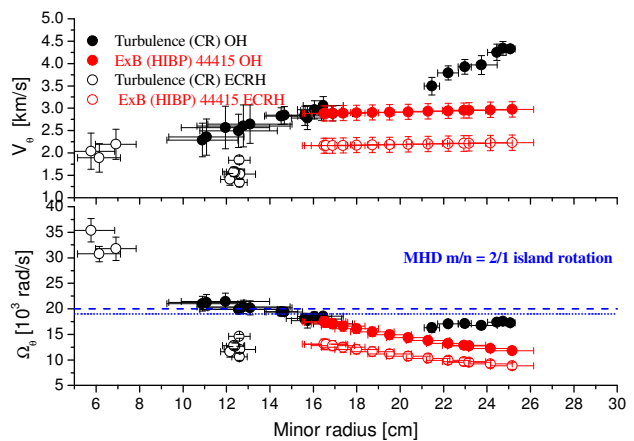 5.0
4.5
4.0
3.5
3.0
2.5
2.0
1.5
1.0
V_θ [km/s]
Turbulence (CR) OH
ExB (HIBP) 44415 OH
Turbulence (CR) ECRH
ExB (HIBP) 44415 ECRH
40
35
30
25
20
15
10
5
Ω_θ [10³ rad/s]
MHD m/n = 2/1 island rotation
6 8 10 12 14 16 18 20 22 24 26 28 30
Minor radius [cm]